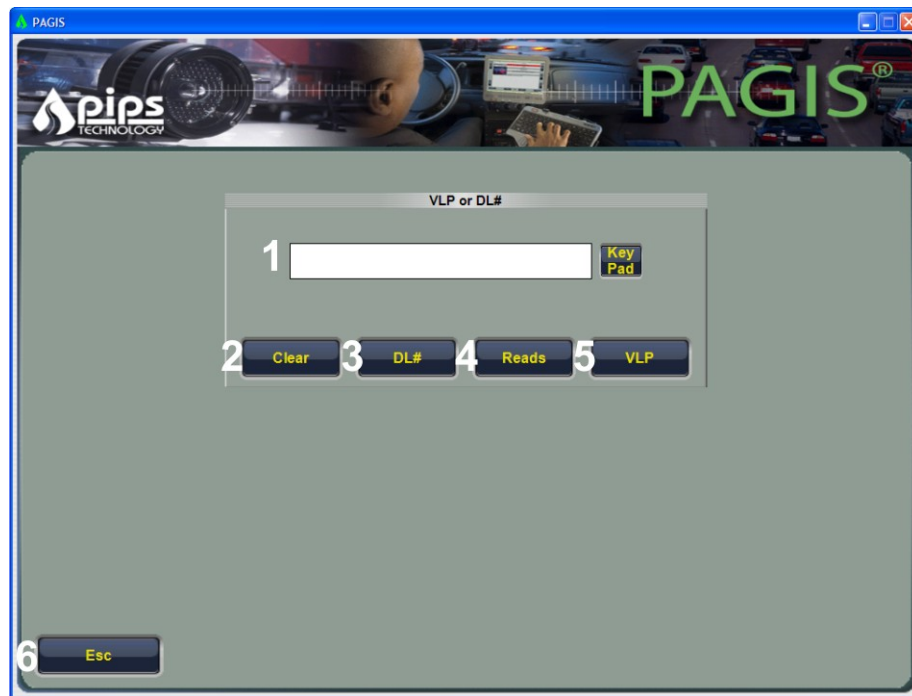 PAGIS
pips
TECHNOLOGY
PAGIS®
VLP or DL#
1
Key
Pad
2 Clear 3 DL# 4 Reads 5 VLP
6 Esc